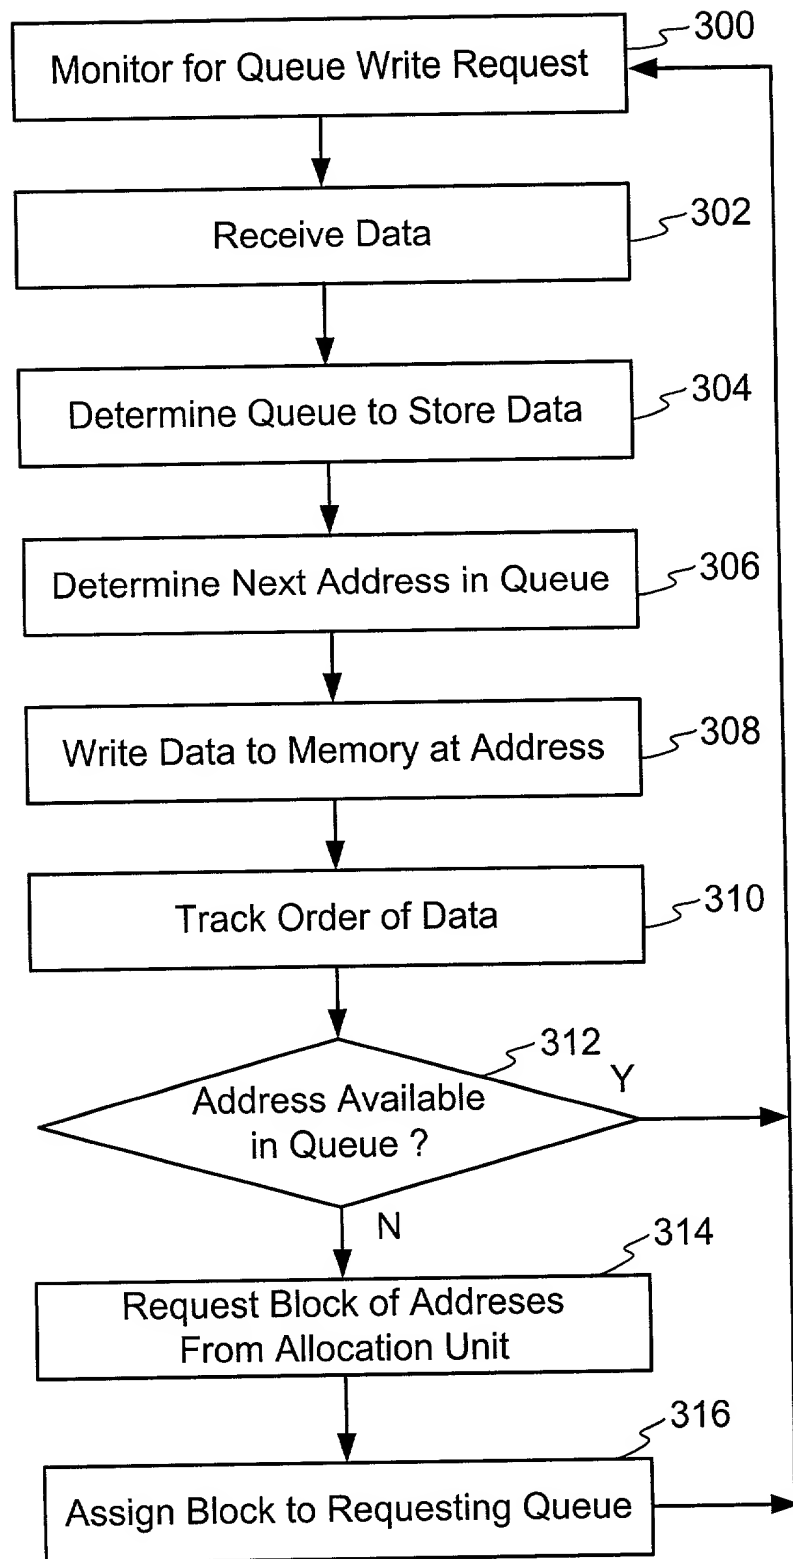 300
Monitor for Queue Write Request
302
Receive Data
304
Determine Queue to Store Data
306
Determine Next Address in Queue
308
Write Data to Memory at Address
310
Track Order of Data
312
Y
Address Available
in Queue ?
N
314
Request Block of Addreses
From Allocation Unit
316
Assign Block to Requesting Queue